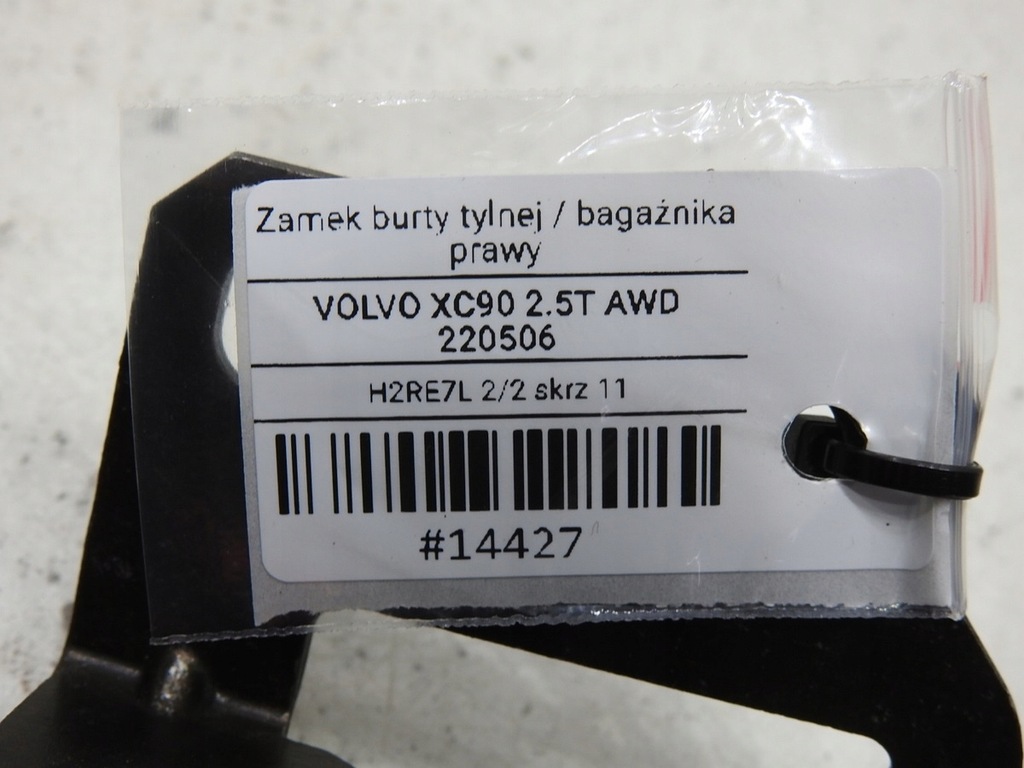 Zamek burty tylnej / bagażnika
prawy
VOLVO XC90 2.5T AWD
220506
H2RE7L 2/2 skrz 11
#14427